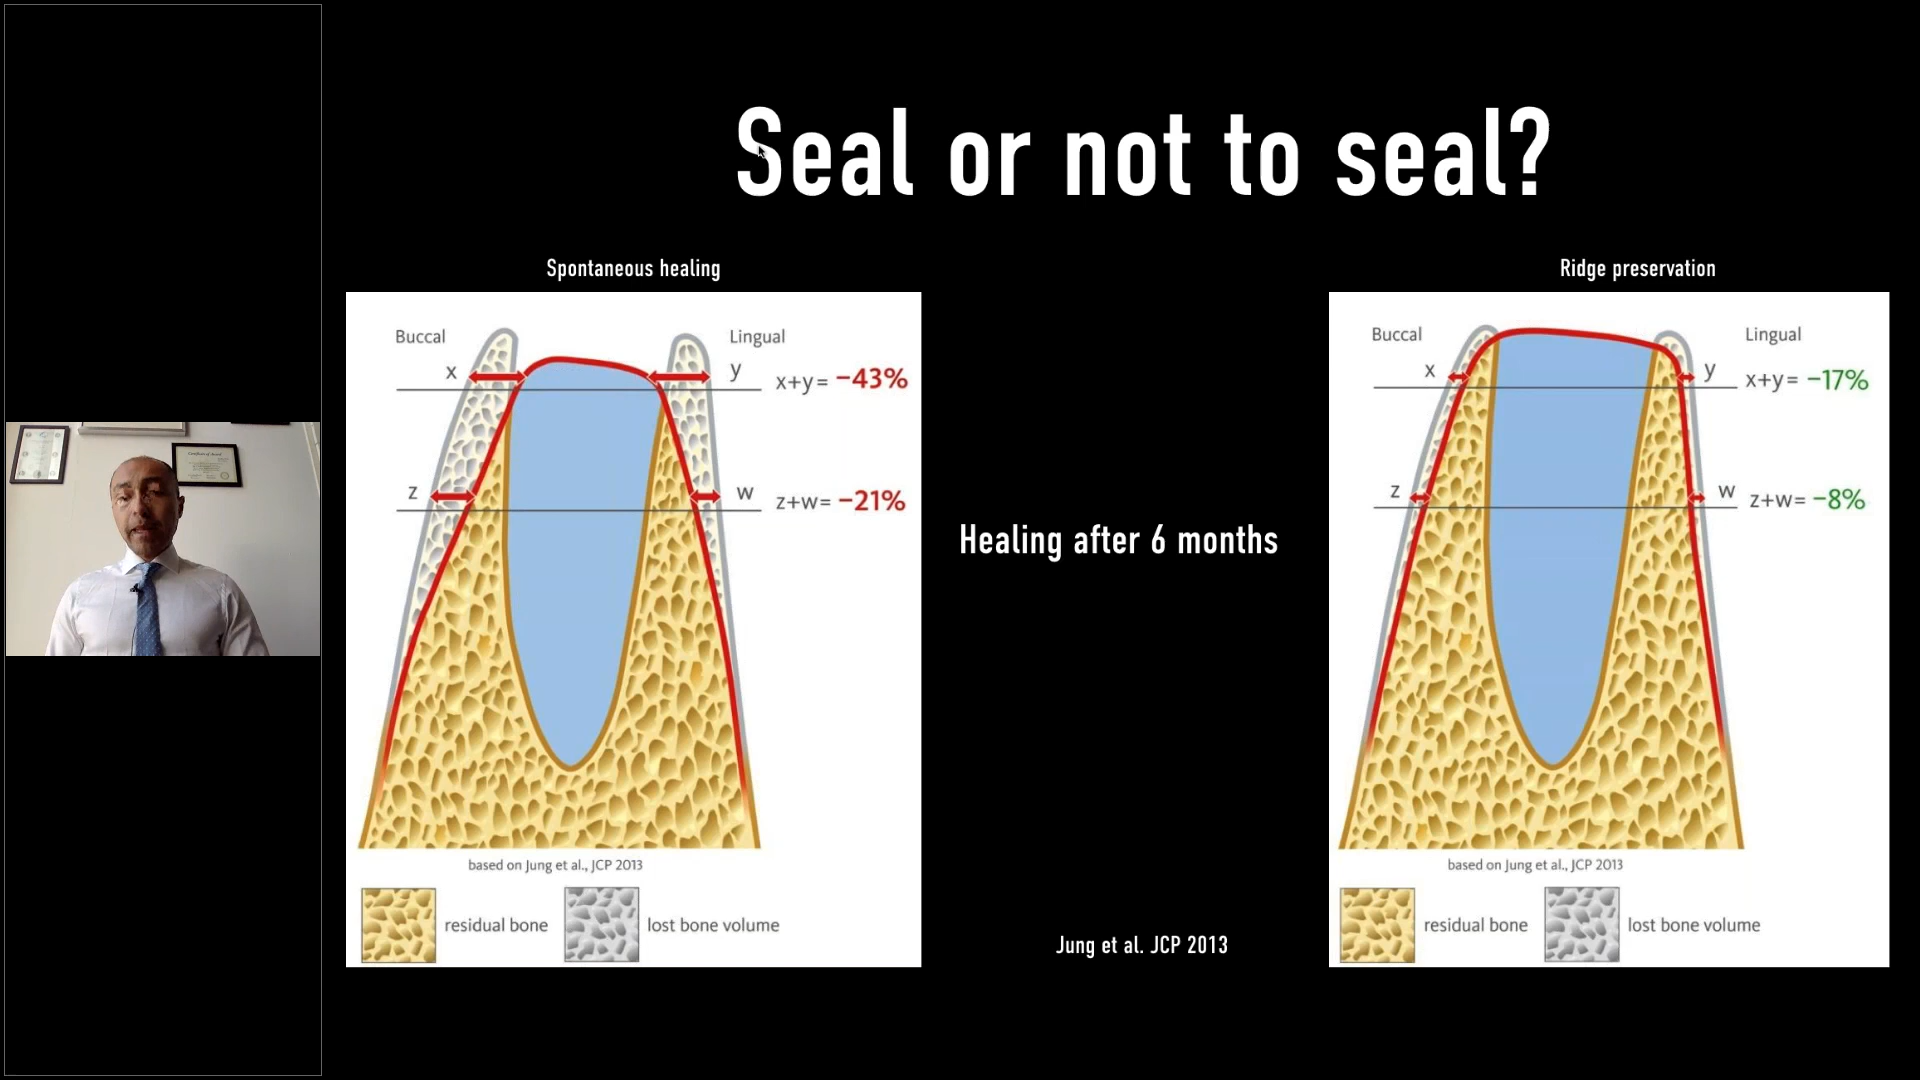 Seal or not to seal?
Spontaneous healing
Buccal
Lingual
x
y
x+y= −43%
z
w
z+w= −21%
based on Jung et al., JCP 2013
residual bone
lost bone volume
Healing after 6 months
Jung et al. JCP 2013
Ridge preservation
Buccal
Lingual
x
y
x+y= −17%
z
w
z+w= −8%
based on Jung et al., JCP 2013
residual bone
lost bone volume